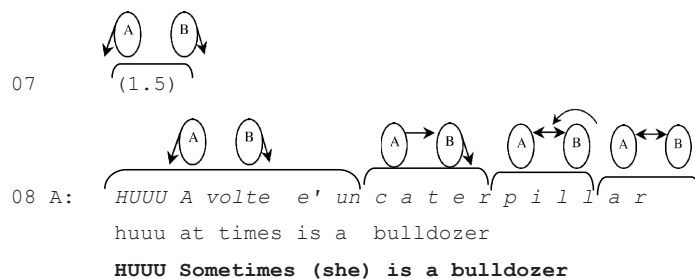 A B
07 (1.5)
A B A B A B A B
08 A: HUUU A volte e' un c a t e r p i l l a r
huuu at times is a bulldozer
HUUU Sometimes (she) is a bulldozer